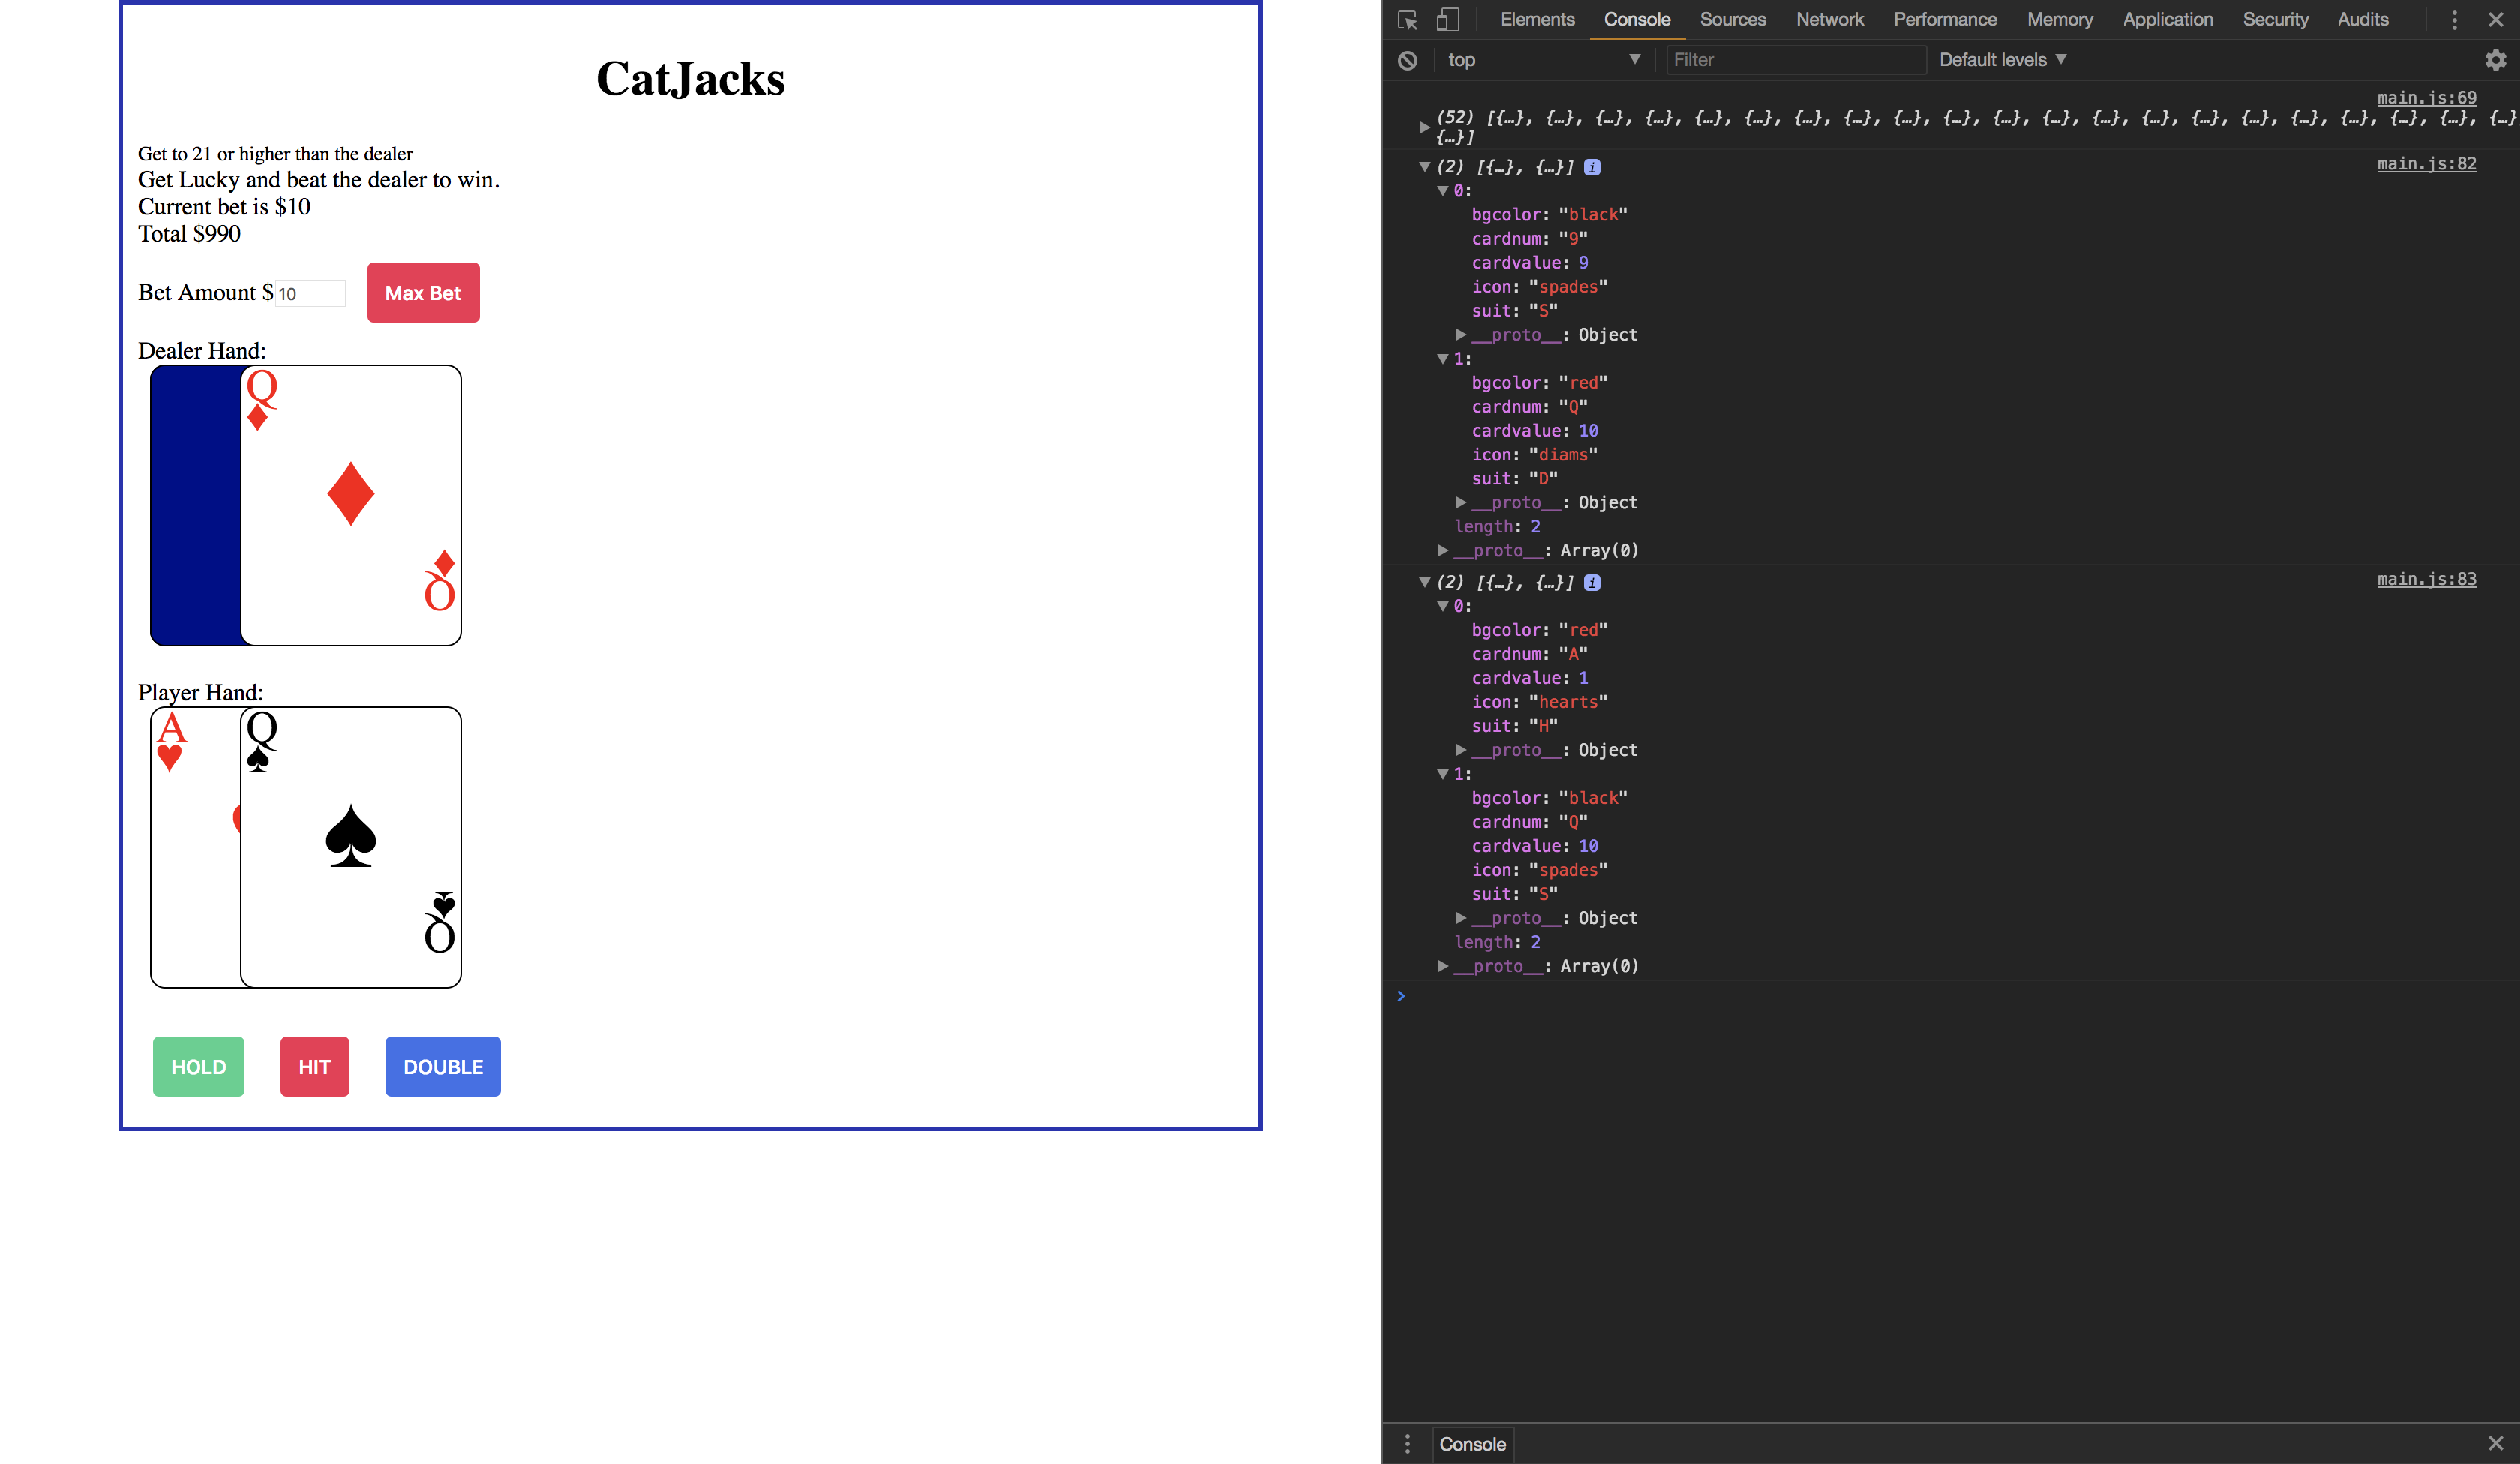 CatJacks
Get to 21 or higher than the dealer
Get Lucky and beat the dealer to win.
Current bet is $10
Total $990
Bet Amount $ 10 Max Bet
Dealer Hand:
Q
Q
Player Hand:
A Q
Q
HOLD HIT DOUBLE
Elements Console Sources Network Performance Memory Application Security Audits
top Filter Default levels
main.js:69
(52) [{…}, {…}, {…}, {…}, {…}, {…}, {…}, {…}, {…}, {…}, {…}, {…}, {…}, {…}, {…}, {…}, {…}, {…}, {…}, {…}, {…}
{…}]
(2) [{…}, {…}] i main.js:82
0:
bgcolor: "black"
cardnum: "9"
cardvalue: 9
icon: "spades"
suit: "S"
__proto__: Object
1:
bgcolor: "red"
cardnum: "Q"
cardvalue: 10
icon: "diams"
suit: "D"
__proto__: Object
length: 2
__proto__: Array(0)
(2) [{…}, {…}] i main.js:83
0:
bgcolor: "red"
cardnum: "A"
cardvalue: 1
icon: "hearts"
suit: "H"
__proto__: Object
1:
bgcolor: "black"
cardnum: "Q"
cardvalue: 10
icon: "spades"
suit: "S"
__proto__: Object
length: 2
__proto__: Array(0)
Console